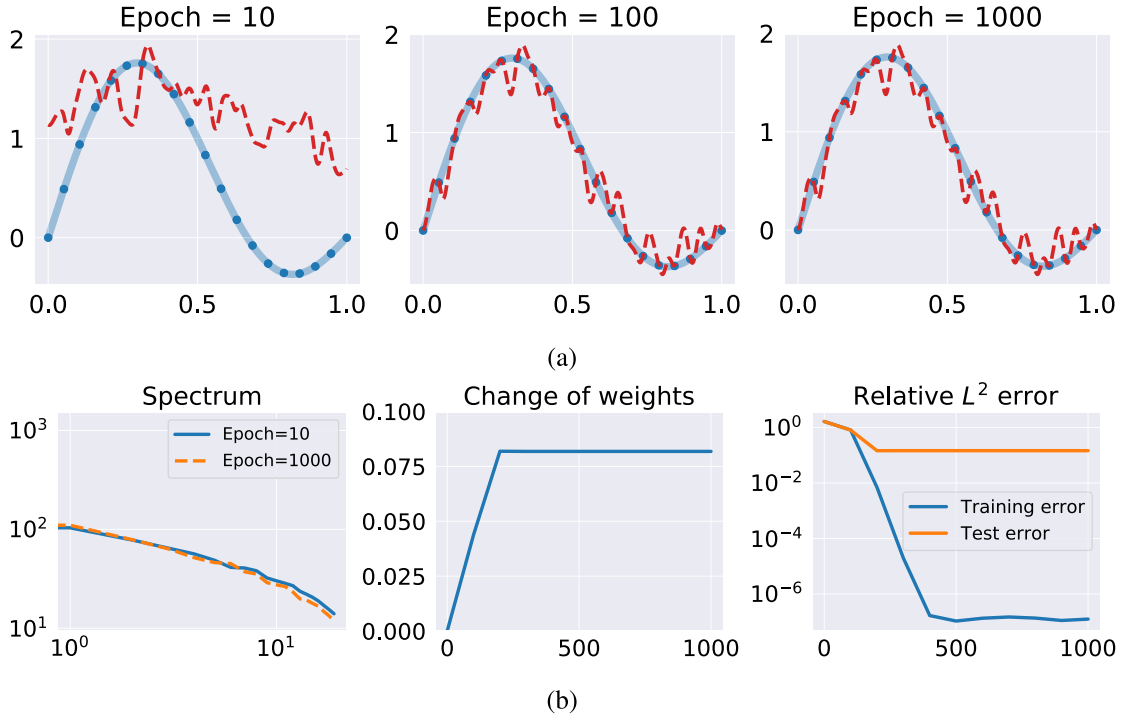 Epoch = 10 Epoch = 100 Epoch = 1000
2 2 2
1 1 1
0 0 0
0.0 0.5 1.0 0.0 0.5 1.0 0.0 0.5 1.0
(a)
Spectrum Change of weights Relative L² error
10³ 0.100 10⁰
Epoch=10
Epoch=1000
0.075 10⁻²
10² 0.050 Training error
Test error
10⁻⁴
0.025 10⁻⁶
10¹ 0.000
10⁰ 10¹ 0 500 1000 0 500 1000
(b)